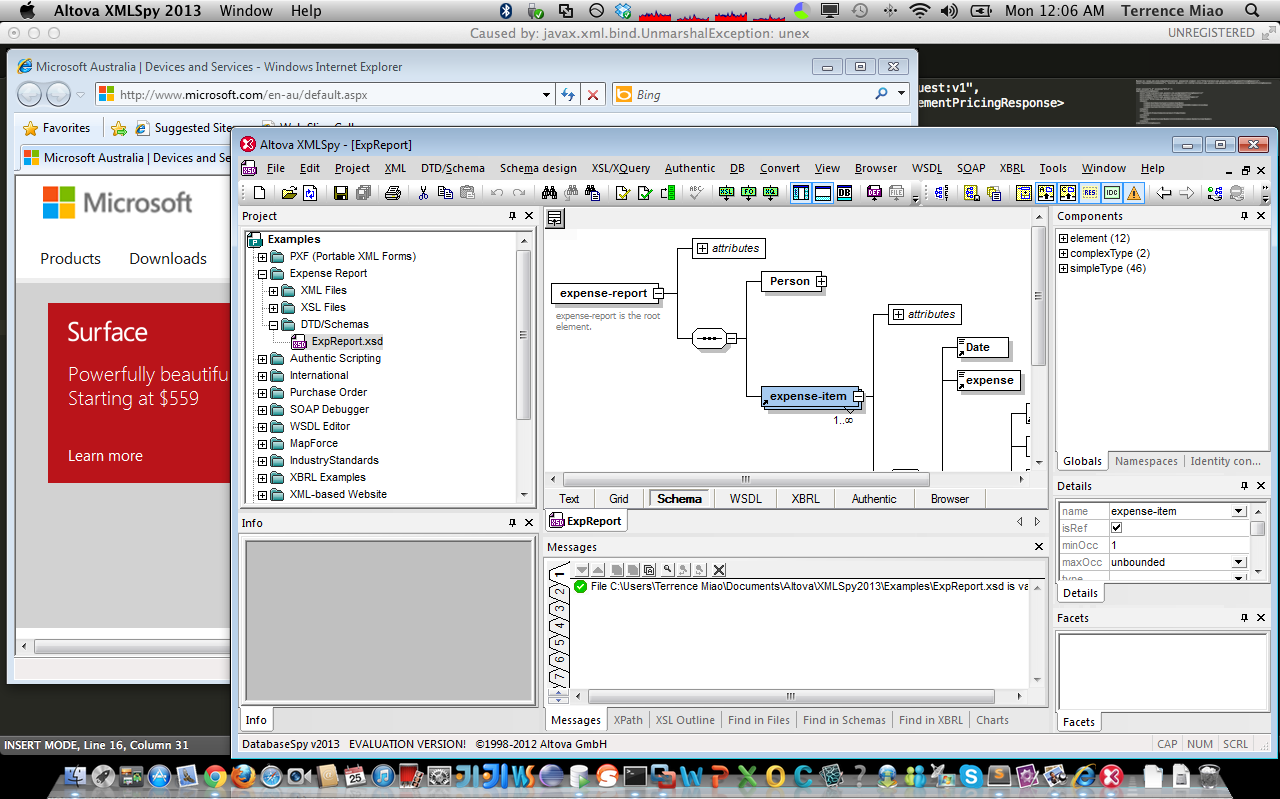 Altova XMLSpy 2013 Window Help Mon 12:06 AM Terrence Miao
Caused by: javax.xml.bind.UnmarshalException: unex UNREGISTERED
Microsoft Australia | Devices and Services - Windows Internet Explorer
http://www.microsoft.com/en-au/default.aspx Bing
uest:v1",
ementPricingResponse>
Favorites Suggested Site
Microsoft Australia | Devices and Se
Microsoft
Products Downloads
Surface
Powerfully beautifu
Starting at $559
Learn more
INSERT MODE, Line 16, Column 31
Altova XMLSpy - [ExpReport]
File Edit Project XML DTD/Schema Schema design XSL/XQuery Authentic DB Convert View Browser WSDL SOAP XBRL Tools Window Help
Project
Examples
PXF (Portable XML Forms)
Expense Report
XML Files
XSL Files
DTD/Schemas
ExpReport.xsd
Authentic Scripting
International
Purchase Order
SOAP Debugger
WSDL Editor
MapForce
IndustryStandards
XBRL Examples
XML-based Website
Info
Info
attributes
Person
expense-report
expense-report is the root
element.
attributes
Date
expense
expense-item
1..∞
Text Grid Schema WSDL XBRL Authentic Browser
ExpReport
Messages
1
2
3
4
5
6
7
File C:\Users\Terrence Miao\Documents\Altova\XMLSpy2013\Examples\ExpReport.xsd is va
Messages XPath XSL Outline Find in Files Find in Schemas Find in XBRL Charts
Components
element (12)
complexType (2)
simpleType (46)
Globals Namespaces Identity con...
Details
name expense-item
isRef
minOcc 1
maxOcc unbounded
type
Details
Facets
Facets
DatabaseSpy v2013 EVALUATION VERSION! ©1998-2012 Altova GmbH CAP NUM SCRL